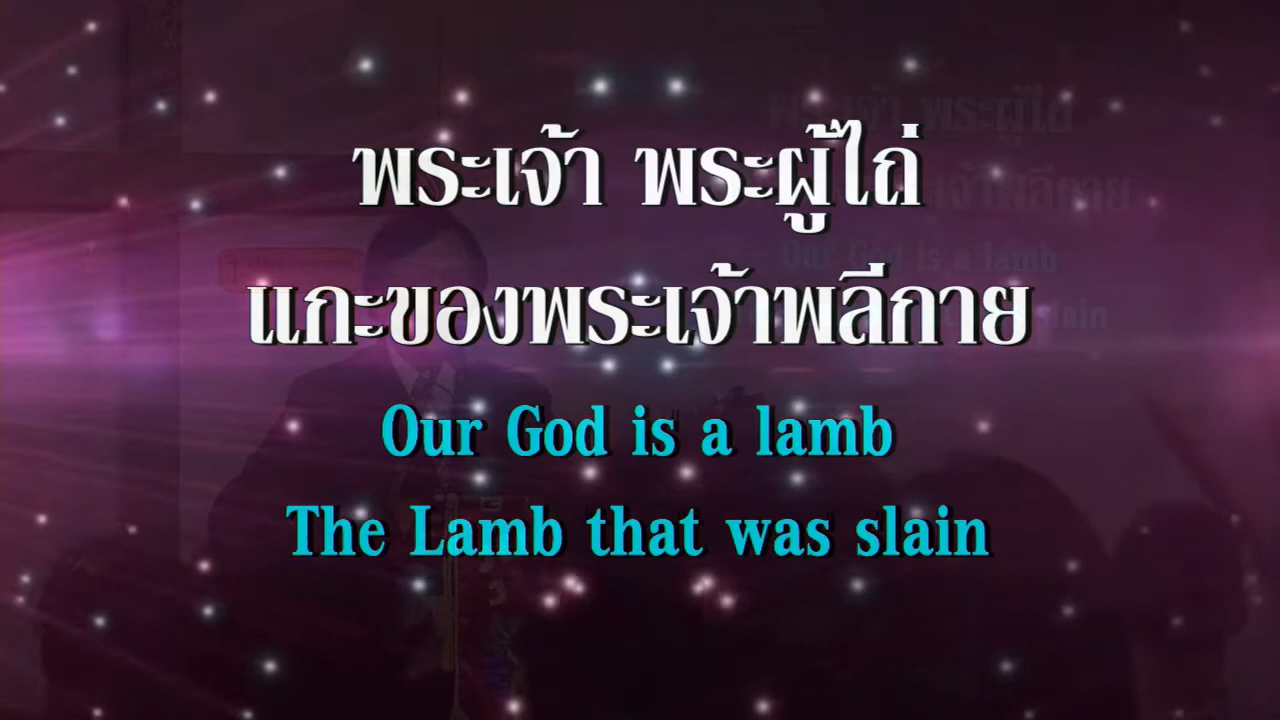 พระเจ้า พระผู้ไถ่
แกะของพระเจ้าพลีกาย
Our God is a lamb
The Lamb that was slain